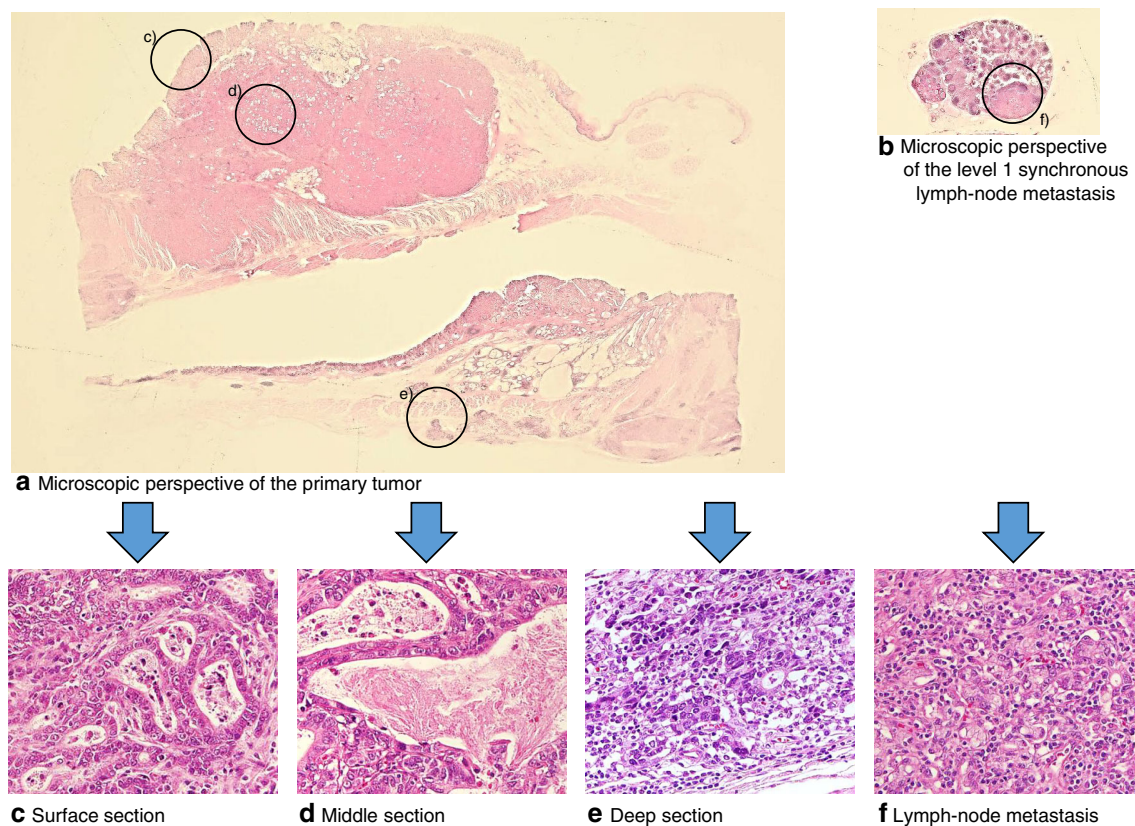 c)
d)
e)
a Microscopic perspective of the primary tumor
f)
b Microscopic perspective
of the level 1 synchronous
lymph-node metastasis
c Surface section
d Middle section
e Deep section
f Lymph-node metastasis